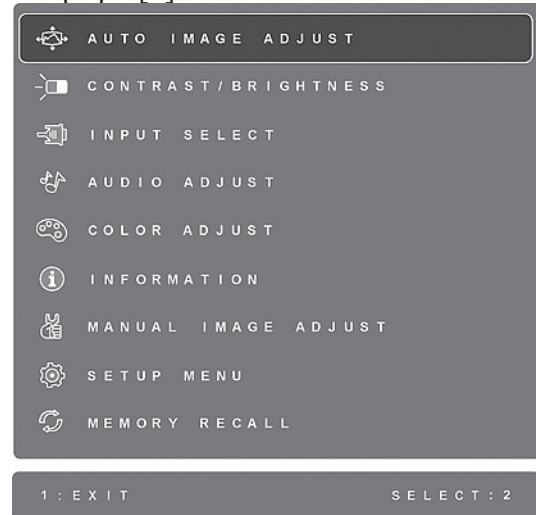 AUTO IMAGE ADJUST
CONTRAST/BRIGHTNESS
INPUT SELECT
AUDIO ADJUST
COLOR ADJUST
INFORMATION
MANUAL IMAGE ADJUST
SETUP MENU
MEMORY RECALL
1:EXIT SELECT:2